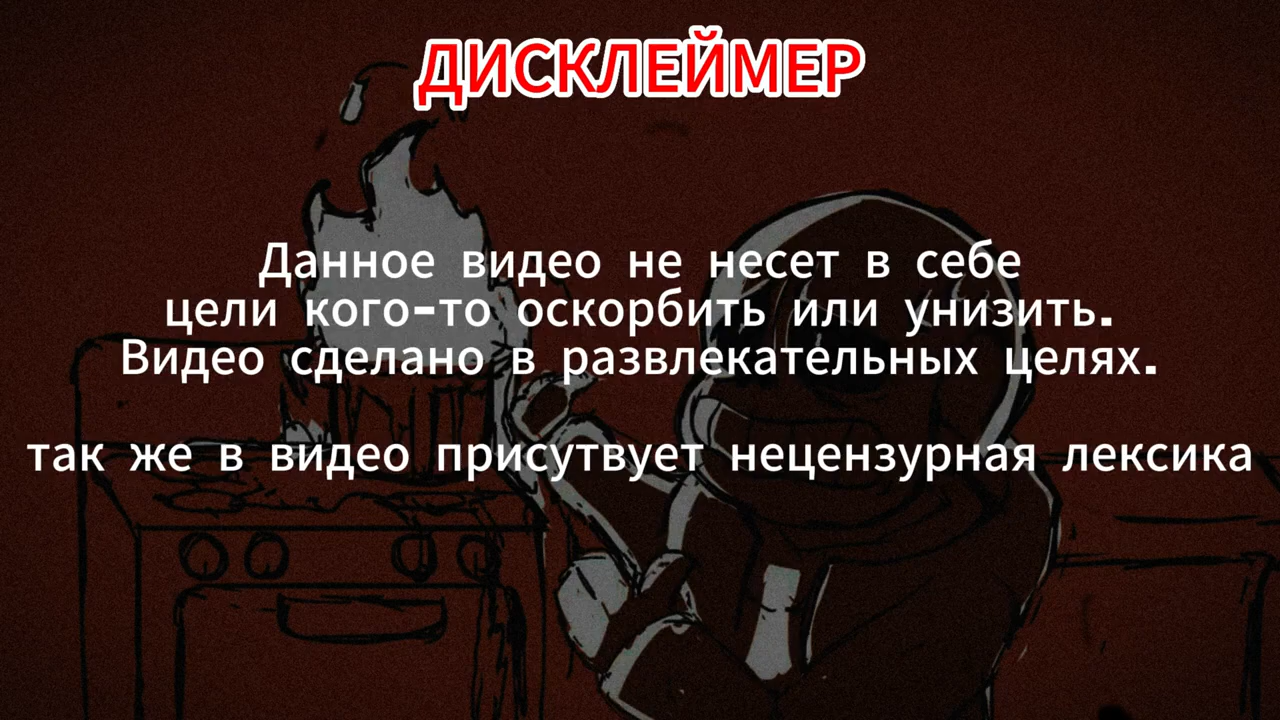 ДИСКЛЕЙМЕР
Данное видео не несет в себе
цели кого-то оскорбить или унизить.
Видео сделано в развлекательных целях.
так же в видео присутвует нецензурная лексика